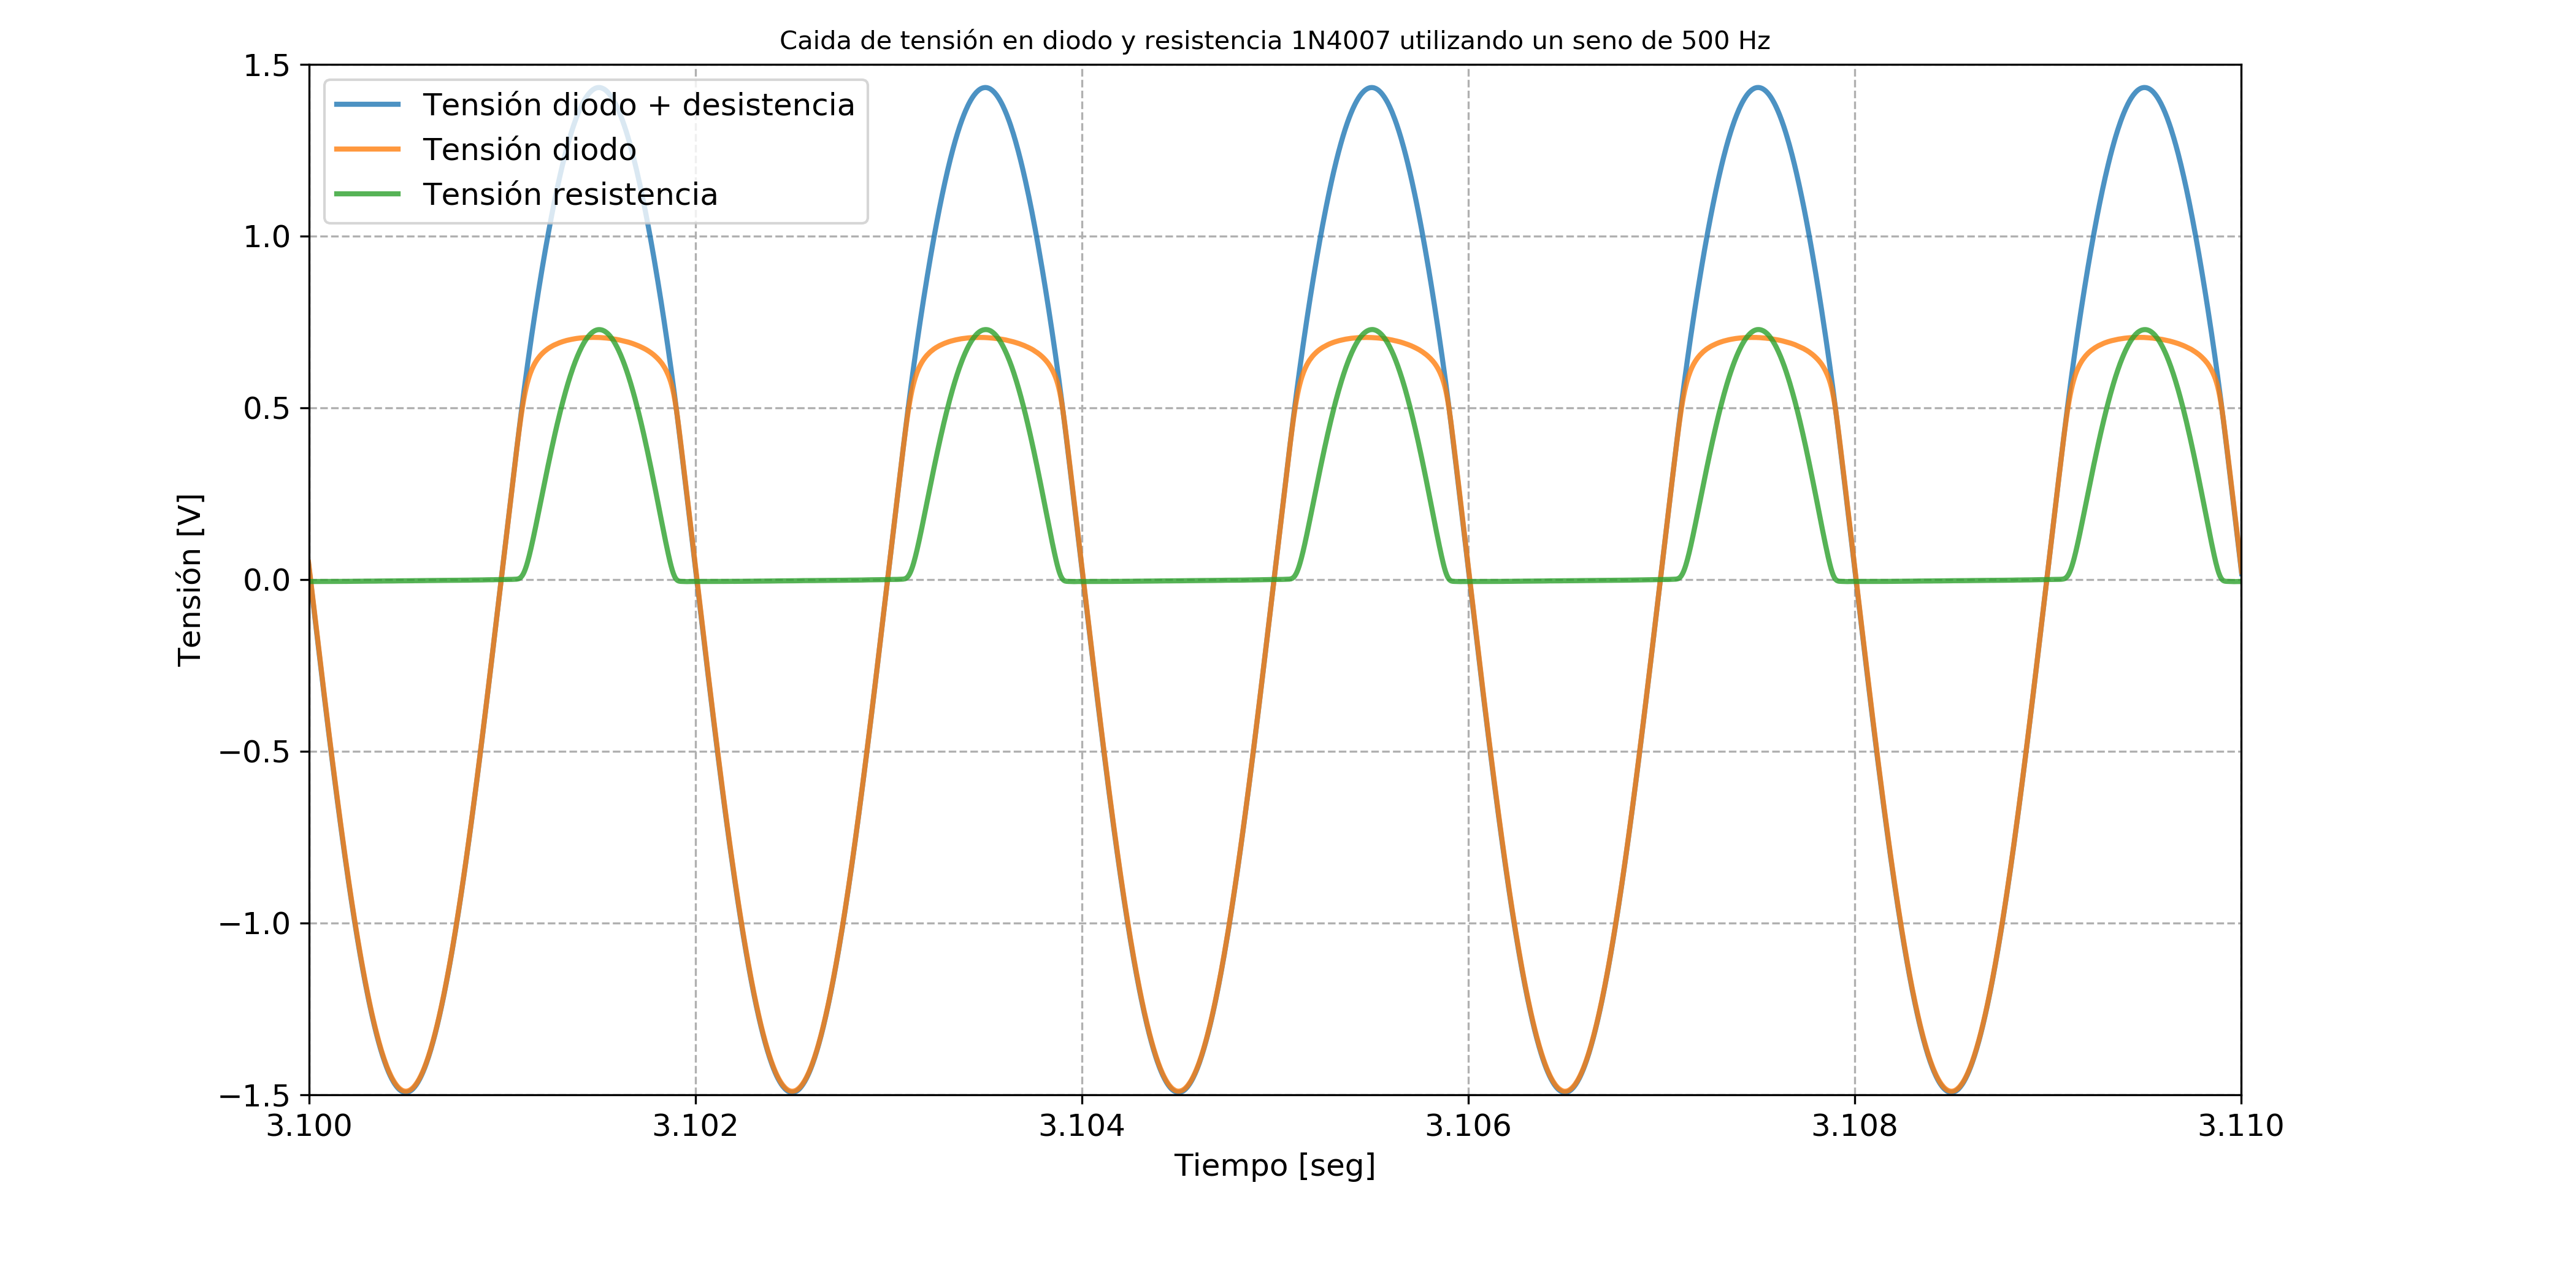 Caida de tensión en diodo y resistencia 1N4007 utilizando un seno de 500 Hz
Tensión diodo + desistencia
Tensión diodo
Tensión resistencia
Tensión [V]
1.5
1.0
0.5
0.0
−0.5
−1.0
−1.5
3.100 3.102 3.104 3.106 3.108 3.110
Tiempo [seg]